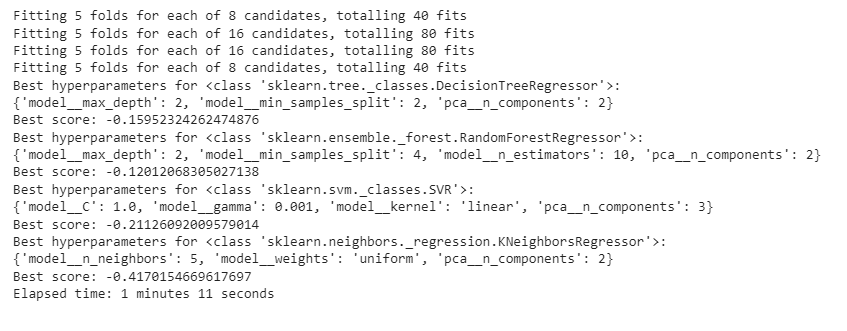 Fitting 5 folds for each of 8 candidates, totalling 40 fits
Fitting 5 folds for each of 16 candidates, totalling 80 fits
Fitting 5 folds for each of 16 candidates, totalling 80 fits
Fitting 5 folds for each of 8 candidates, totalling 40 fits
Best hyperparameters for <class 'sklearn.tree._classes.DecisionTreeRegressor'>:
{'model__max_depth': 2, 'model__min_samples_split': 2, 'pca__n_components': 2}
Best score: -0.15952324262474876
Best hyperparameters for <class 'sklearn.ensemble._forest.RandomForestRegressor'>:
{'model__max_depth': 2, 'model__min_samples_split': 4, 'model__n_estimators': 10, 'pca__n_components': 2}
Best score: -0.12012068305027138
Best hyperparameters for <class 'sklearn.svm._classes.SVR'>:
{'model__C': 1.0, 'model__gamma': 0.001, 'model__kernel': 'linear', 'pca__n_components': 3}
Best score: -0.21126092009579014
Best hyperparameters for <class 'sklearn.neighbors._regression.KNeighborsRegressor'>:
{'model__n_neighbors': 5, 'model__weights': 'uniform', 'pca__n_components': 2}
Best score: -0.4170154669617697
Elapsed time: 1 minutes 11 seconds